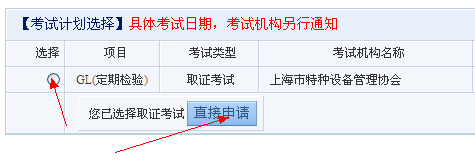 【考试计划选择】具体考试日期，考试机构另行通知
选择 项目 考试类型 考试机构名称
GL(定期检验) 取证考试 上海市特种设备管理协会
您已选择取证考试 直接申请